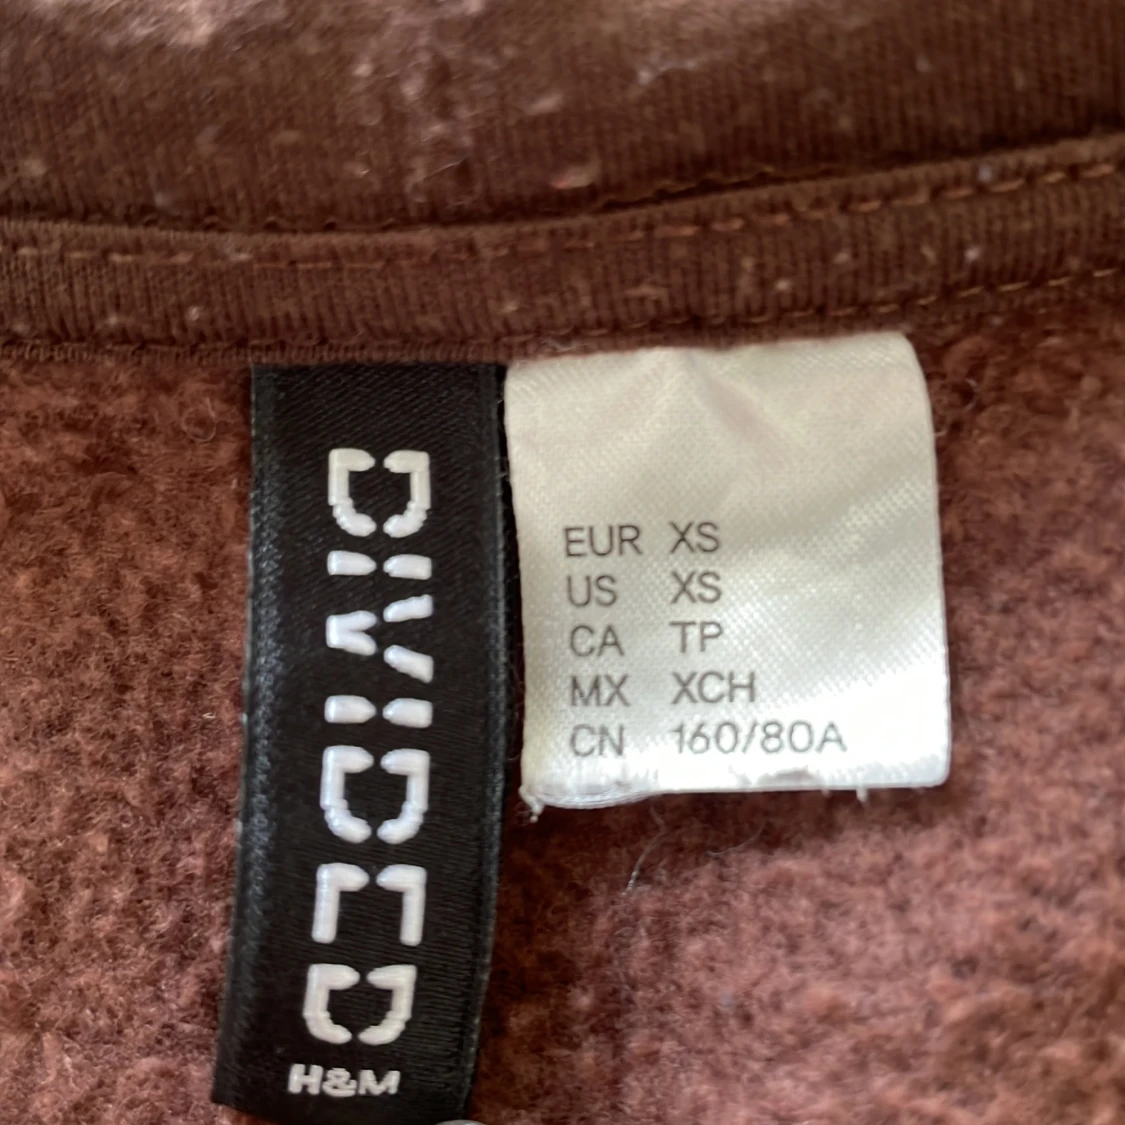 DIVIDED
H&M
EUR XS
US XS
CA TP
MX XCH
CN 160/80A